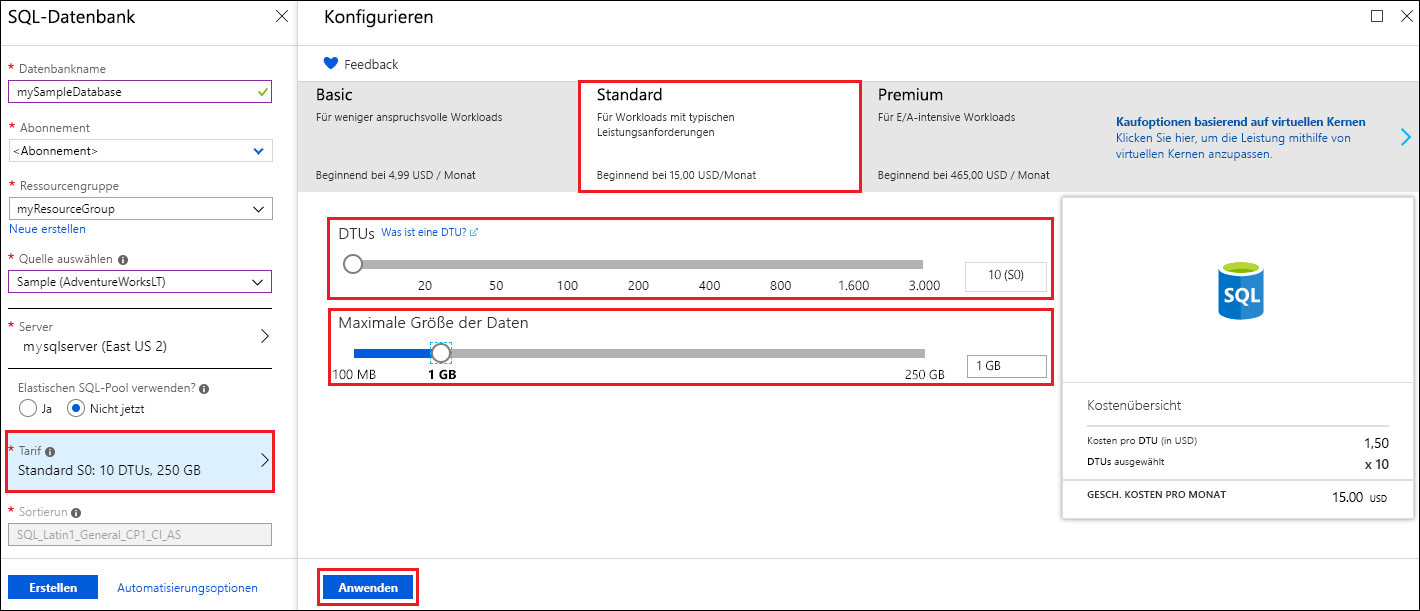 SQL-Datenbank
* Datenbankname
mySampleDatabase
* Abonnement
<Abonnement>
* Ressourcengruppe
myResourceGroup
Neue erstellen
* Quelle auswählen
Sample (AdventureWorksLT)
* Server
mysqlserver (East US 2)
Elastischen SQL-Pool verwenden?
Ja Nicht jetzt
* Tarif
Standard S0: 10 DTUs, 250 GB
* Sortierun
SQL_Latin1_General_CP1_CI_AS
Erstellen Automatisierungsoptionen
Konfigurieren
Feedback
Basic
Für weniger anspruchsvolle Workloads
Beginnend bei 4,99 USD / Monat
Standard
Für Workloads mit typischen
Leistungsanforderungen
Beginnend bei 15,00 USD/Monat
Premium
Für E/A-intensive Workloads
Beginnend bei 465,00 USD / Monat
Kaufoptionen basierend auf virtuellen Kernen
Klicken Sie hier, um die Leistung mithilfe von
virtuellen Kernen anzupassen.
DTUs Was ist eine DTU?
20 50 100 200 400 800 1.600 3.000
10 (S0)
Maximale Größe der Daten
100 MB 1 GB 250 GB
1 GB
SQL
Kostenübersicht
Kosten pro DTU (in USD) 1,50
DTUs ausgewählt x 10
GESCH. KOSTEN PRO MONAT 15.00 USD
Anwenden